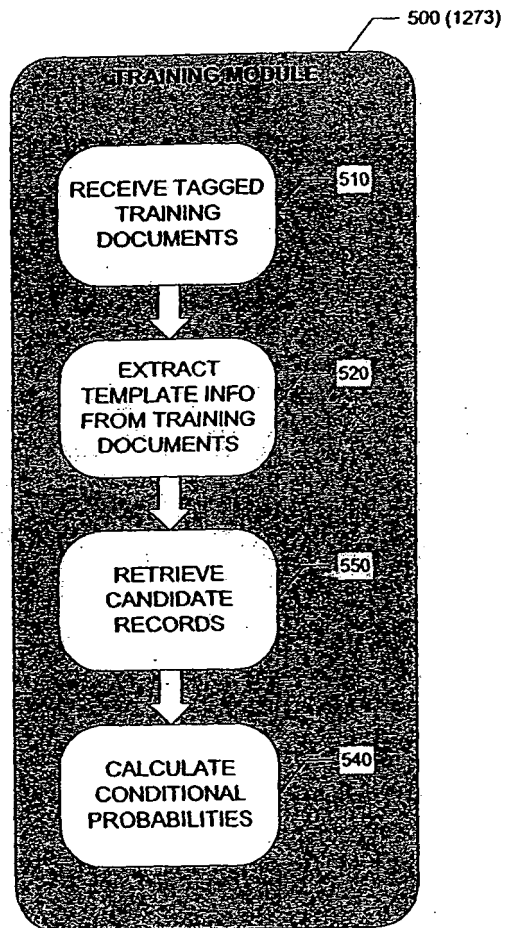 500 (1273)
TRAINING MODULE
RECEIVE TAGGED
TRAINING
DOCUMENTS
510
EXTRACT
TEMPLATE INFO
FROM TRAINING
DOCUMENTS
520
RETRIEVE
CANDIDATE
RECORDS
550
CALCULATE
CONDITIONAL
PROBABILITIES
540